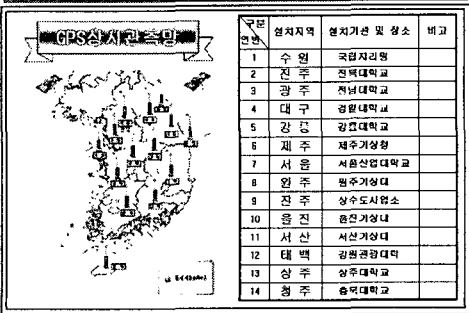 GPS상시관측망
구분
연번
설치지역 설치기관 및 장소 비고
1 수 원 국립지리원
2 진 주 전북대학교
3 광 주 전남대학교
4 대 구 경일대학교
5 강 릉 강릉대학교
6 제 주 제주기상청
7 서 울 서울산업대학교
8 원 주 원주기상대
9 진 주 상수도사업소
10 울 진 울진기상대
11 서 산 서산기상대
12 태 백 강원관광대학
13 상 주 상주대학교
14 청 주 충북대학교